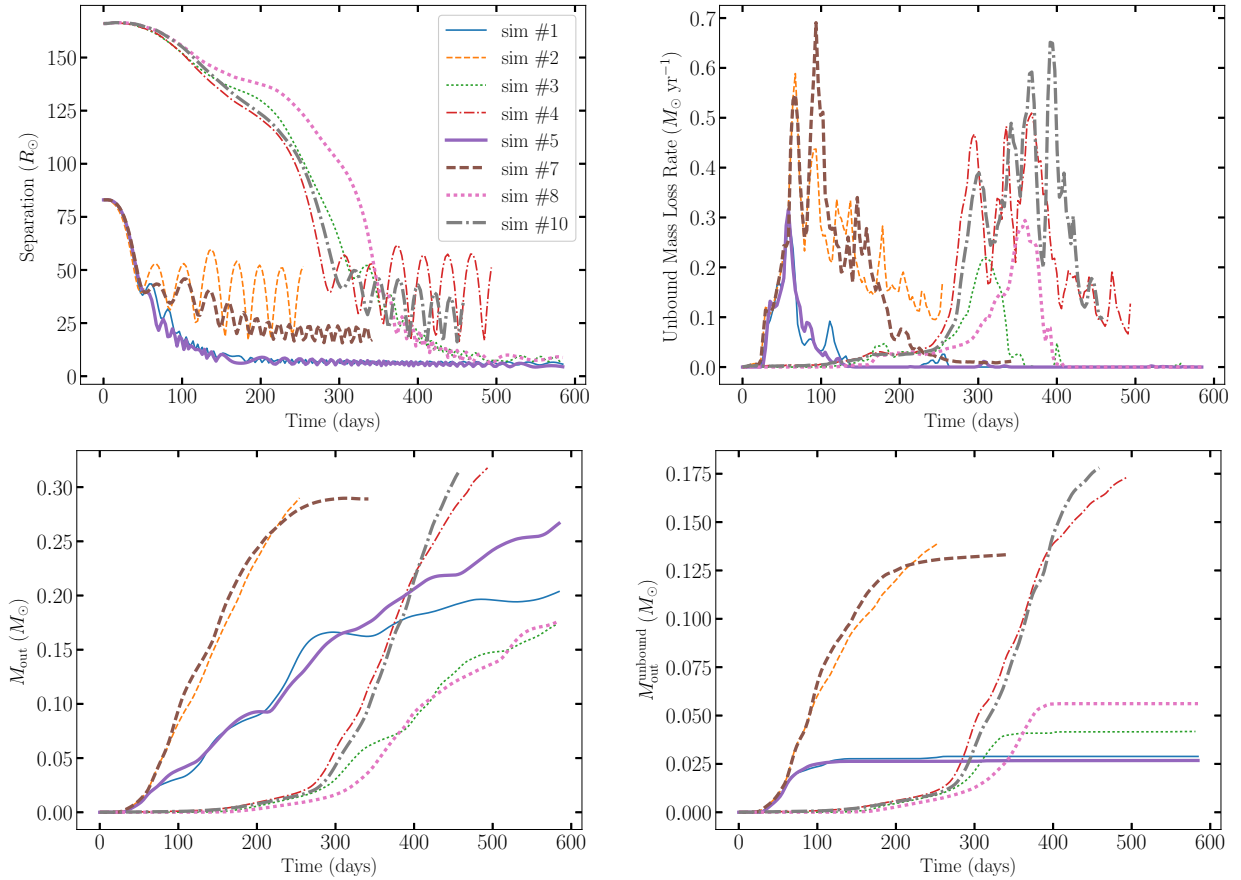 Separation (R⊙)
150
125
100
75
50
25
0
0 100 200 300 400 500 600
Time (days)
sim #1
sim #2
sim #3
sim #4
sim #5
sim #7
sim #8
sim #10
Unbound Mass Loss Rate (M⊙ yr⁻¹)
0.7
0.6
0.5
0.4
0.3
0.2
0.1
0.0
0 100 200 300 400 500 600
Time (days)
M_out (M⊙)
0.30
0.25
0.20
0.15
0.10
0.05
0.00
0 100 200 300 400 500 600
Time (days)
M_out^unbound (M⊙)
0.175
0.150
0.125
0.100
0.075
0.050
0.025
0.000
0 100 200 300 400 500 600
Time (days)